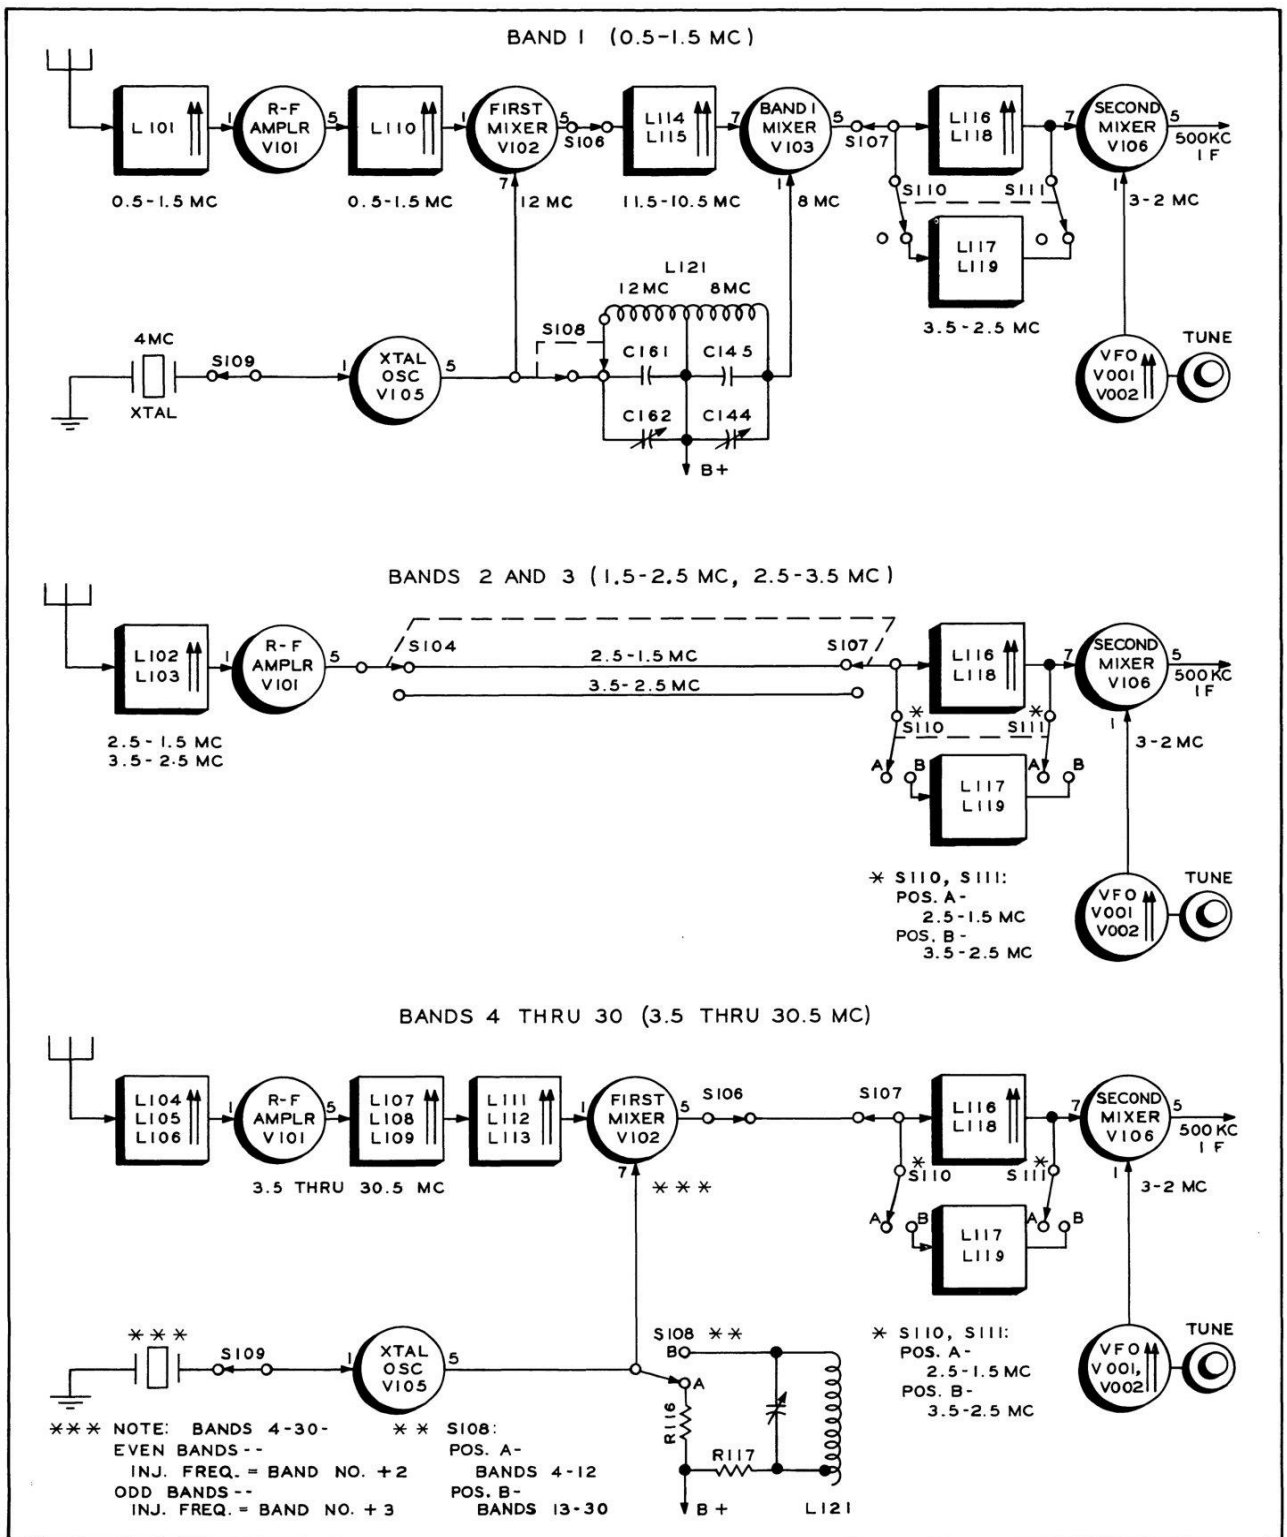 BAND 1 (0.5-1.5 MC)
L101
1
R-F
AMPLR
V101
5
L110
1
FIRST
MIXER
V102
5
S106
L114
L115
7
BAND 1
MIXER
V103
5
S107
L116
L118
7
SECOND
MIXER
V106
5
500KC
IF
0.5-1.5 MC
0.5-1.5 MC
7
12 MC
11.5-10.5 MC
1
8 MC
S110
S111
1
3-2 MC
L117
L119
3.5-2.5 MC
L121
12MC
8MC
4MC
XTAL
S109
1
XTAL
OSC
V105
5
S108
C161
C145
C162
C144
B+
VFO
V001
V002
TUNE
BANDS 2 AND 3 (1.5-2.5 MC, 2.5-3.5 MC)
L102
L103
1
R-F
AMPLR
V101
5
S104
2.5-1.5 MC
3.5-2.5 MC
S107
L116
L118
7
SECOND
MIXER
V106
5
500KC
IF
2.5-1.5 MC
3.5-2.5 MC
*
S110
*
S111
1
3-2 MC
A
B
A
B
L117
L119
* S110, S111:
POS. A-
2.5-1.5 MC
POS. B-
3.5-2.5 MC
VFO
V001
V002
TUNE
BANDS 4 THRU 30 (3.5 THRU 30.5 MC)
L104
L105
L106
1
R-F
AMPLR
V101
5
L107
L108
L109
L111
L112
L113
1
FIRST
MIXER
V102
5
S106
S107
L116
L118
7
SECOND
MIXER
V106
5
500KC
IF
3.5 THRU 30.5 MC
7
***
*
S110
*
S111
1
3-2 MC
A
B
A
B
L117
L119
***
S109
1
XTAL
OSC
V105
5
S108 **
B
A
R116
R117
B+
L121
* S110, S111:
POS. A-
2.5-1.5 MC
POS. B-
3.5-2.5 MC
VFO
V001,
V002
TUNE
*** NOTE: BANDS 4-30-
EVEN BANDS--
INJ. FREQ. = BAND NO. +2
ODD BANDS--
INJ. FREQ. = BAND NO. +3
** S108:
POS. A-
BANDS 4-12
POS. B-
BANDS 13-30